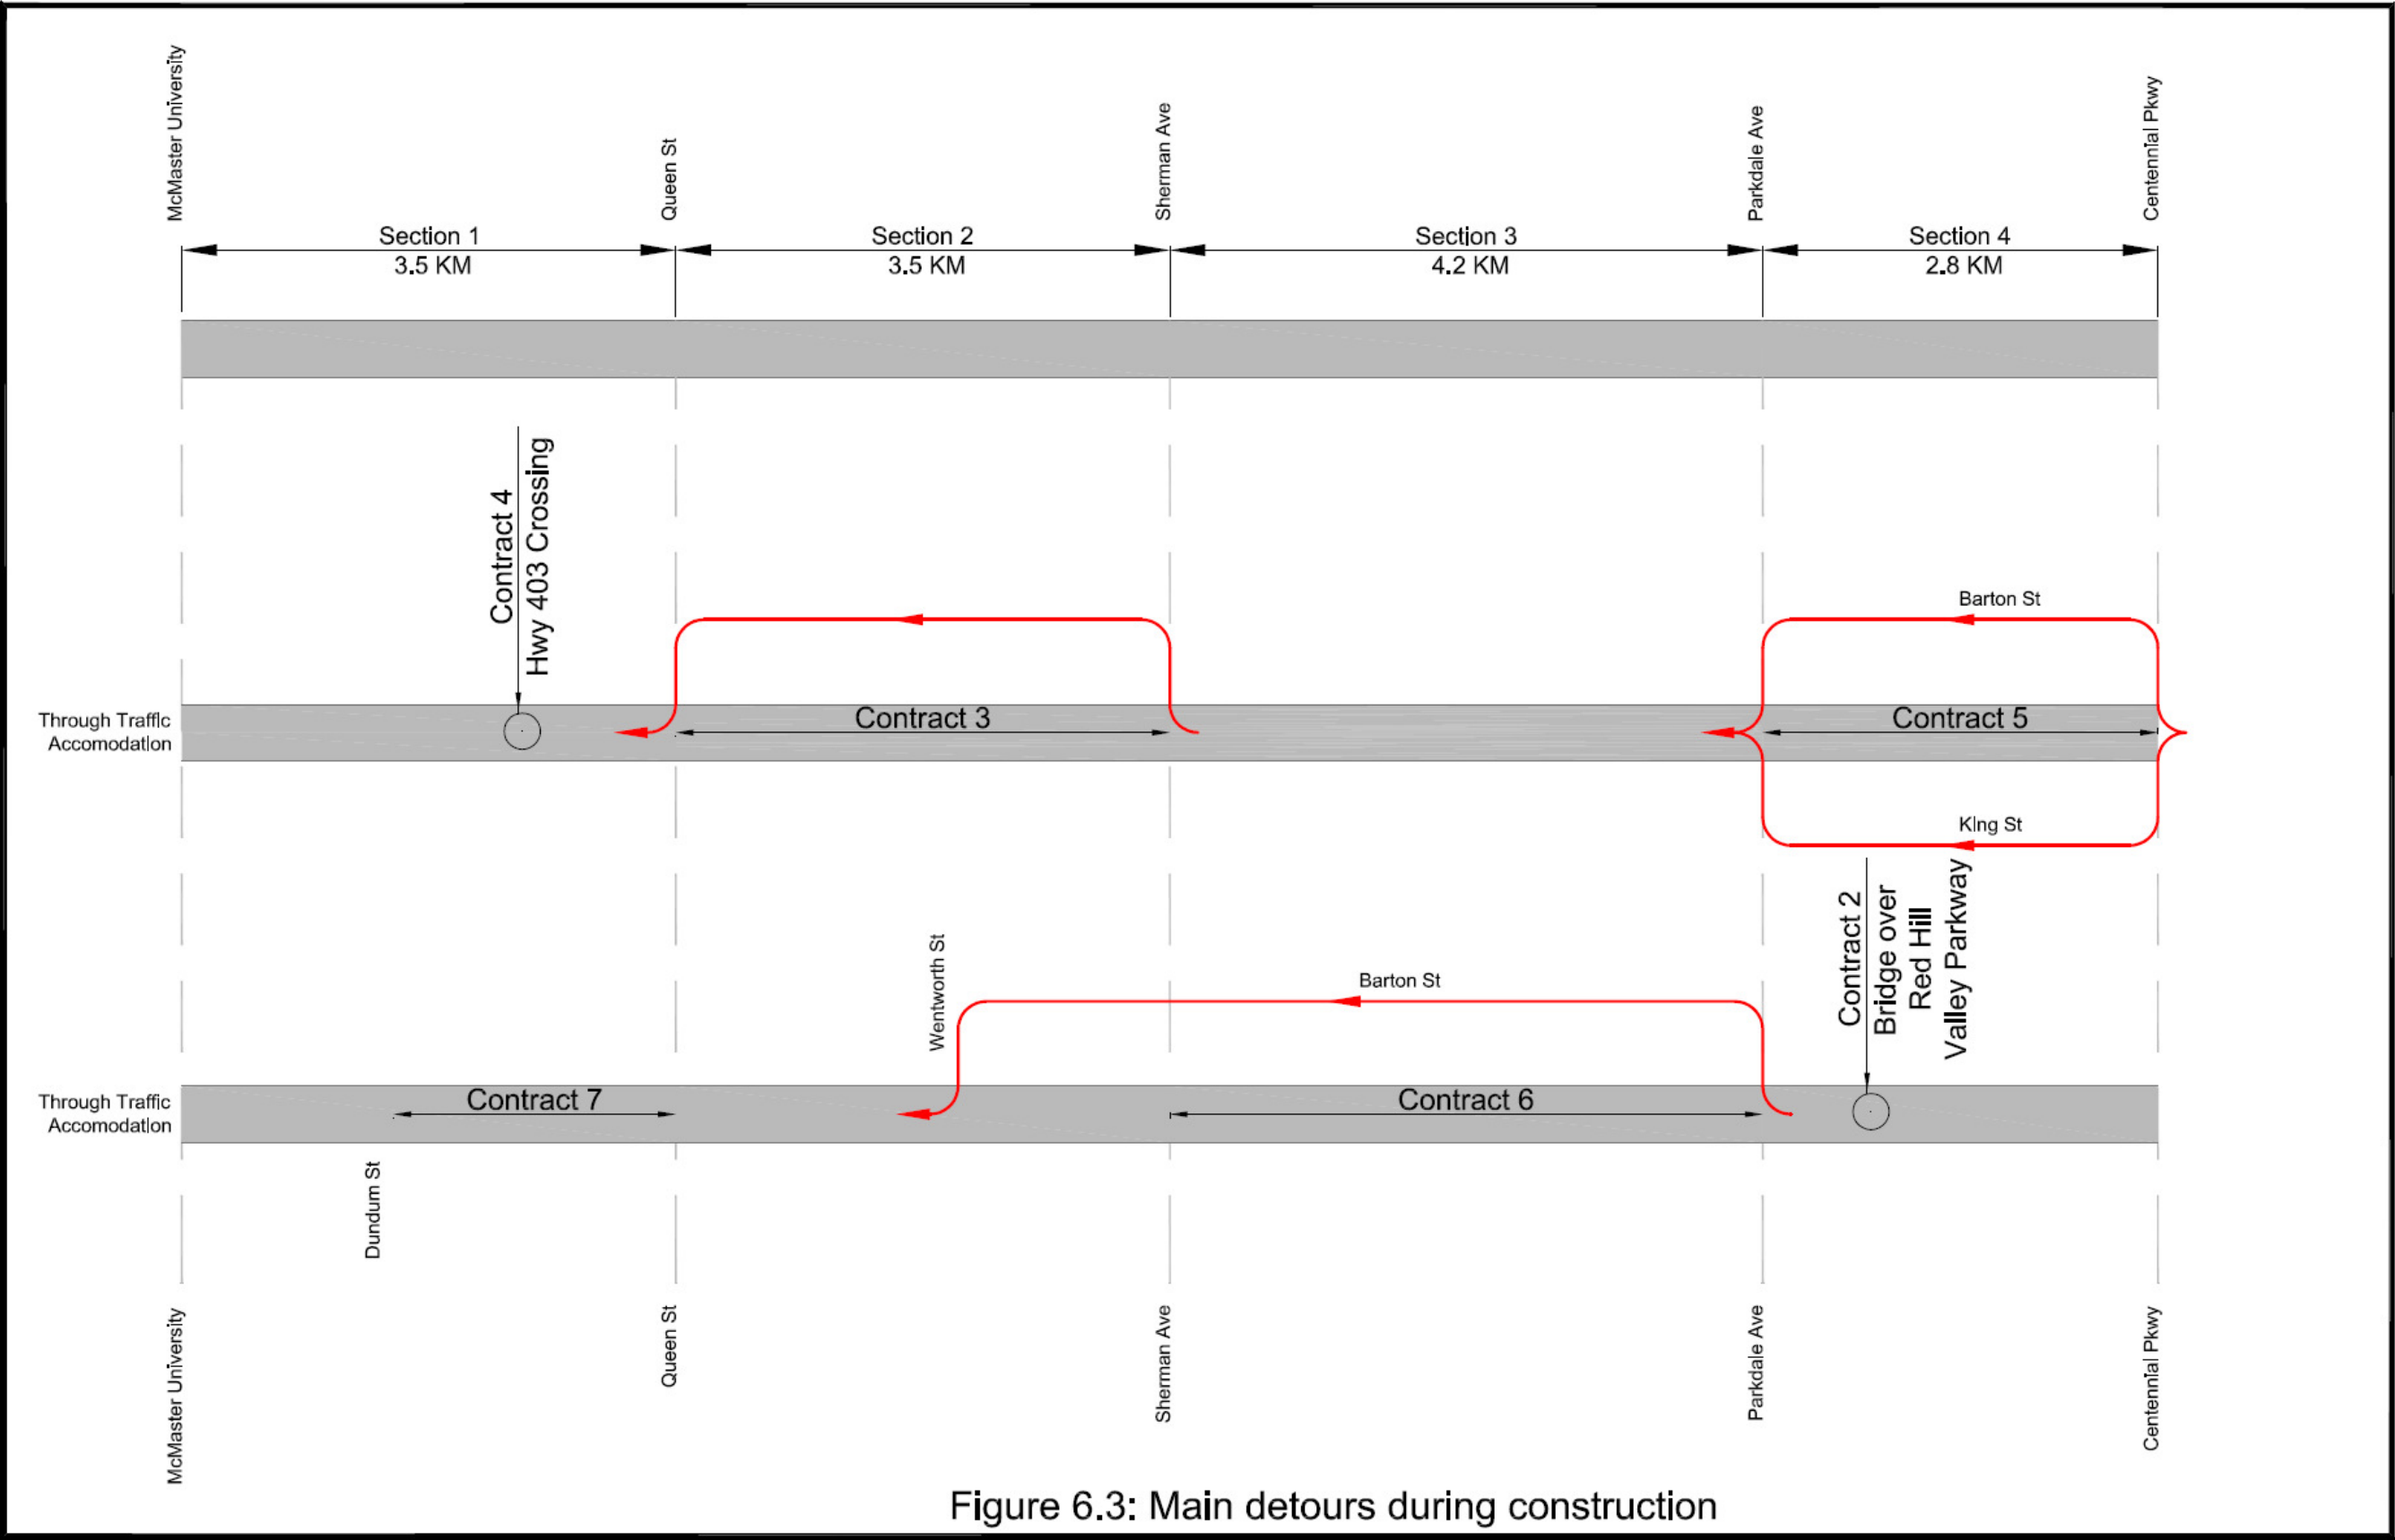 McMaster University
Queen St
Sherman Ave
Parkdale Ave
Centennial Pkwy
Section 1
3.5 KM
Section 2
3.5 KM
Section 3
4.2 KM
Section 4
2.8 KM
Contract 4
Hwy 403 Crossing
Barton St
Through Traffic
Accomodation
Contract 3
Contract 5
King St
Contract 2
Bridge over
Red Hill
Valley Parkway
Wentworth St
Barton St
Through Traffic
Accomodation
Contract 7
Contract 6
Dundum St
McMaster University
Queen St
Sherman Ave
Parkdale Ave
Centennial Pkwy
Figure 6.3: Main detours during construction